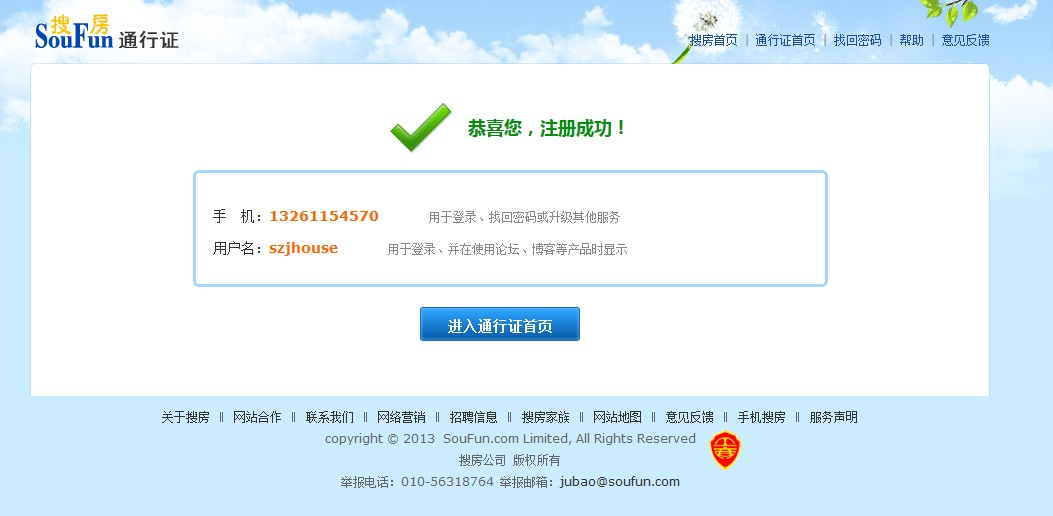 搜房
SouFun 通行证
搜房首页 | 通行证首页 | 找回密码 | 帮助 | 意见反馈
恭喜您，注册成功！
手 机：13261154570 用于登录、找回密码或升级其他服务
用户名：szjhouse 用于登录、并在使用论坛、博客等产品时显示
进入通行证首页
关于搜房 ‖ 网站合作 ‖ 联系我们 ‖ 网络营销 ‖ 招聘信息 ‖ 搜房家族 ‖ 网站地图 ‖ 意见反馈 ‖ 手机搜房 ‖ 服务声明
copyright © 2013 SouFun.com Limited, All Rights Reserved
搜房公司 版权所有
举报电话：010-56318764 举报邮箱：jubao@soufun.com